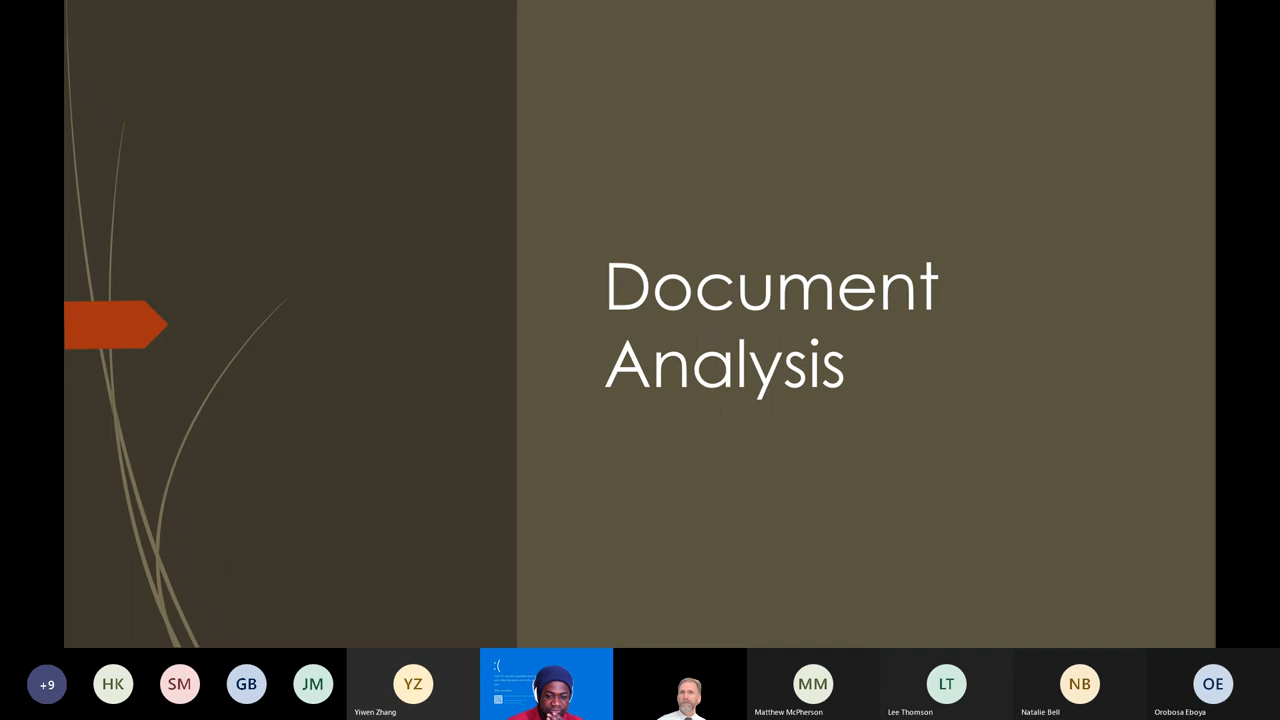 Document
Analysis
+9
HK
SM
GB
JM
YZ
Yiwen Zhang
:(
MM
Matthew McPherson
LT
Lee Thomson
NB
Natalie Bell
OE
Orobosa Eboya